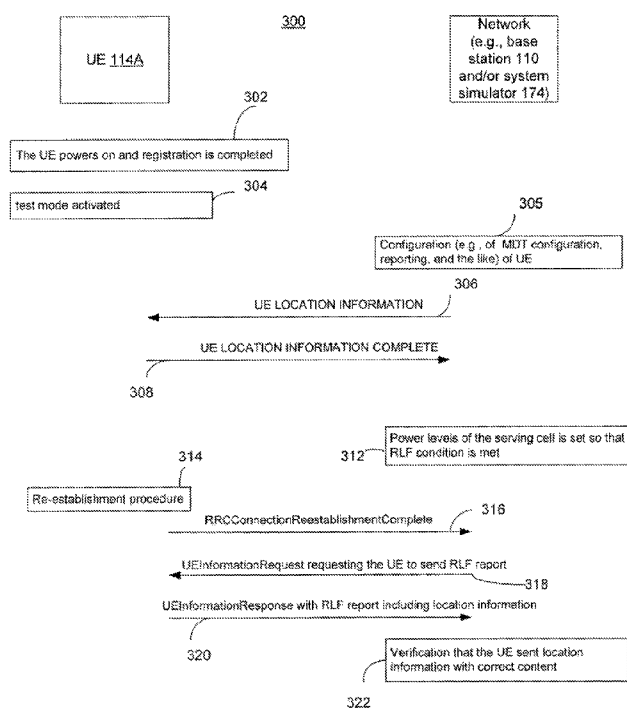 300
UE 114A
Network
(e.g., base
station 110
and/or system
simulator 174)
302
The UE powers on and registration is completed
304
test mode activated
305
Configuration (e.g., of MDT configuration,
reporting, and the like) of UE
306
UE LOCATION INFORMATION
UE LOCATION INFORMATION COMPLETE
308
312
Power levels of the serving cell is set so that
RLF condition is met
314
Re-establishment procedure
316
RRCConnectionReestablishmentComplete
UEInformationRequest requesting the UE to send RLF report
318
UEInformationResponse with RLF report including location information
320
Verification that the UE sent location
information with correct content
322